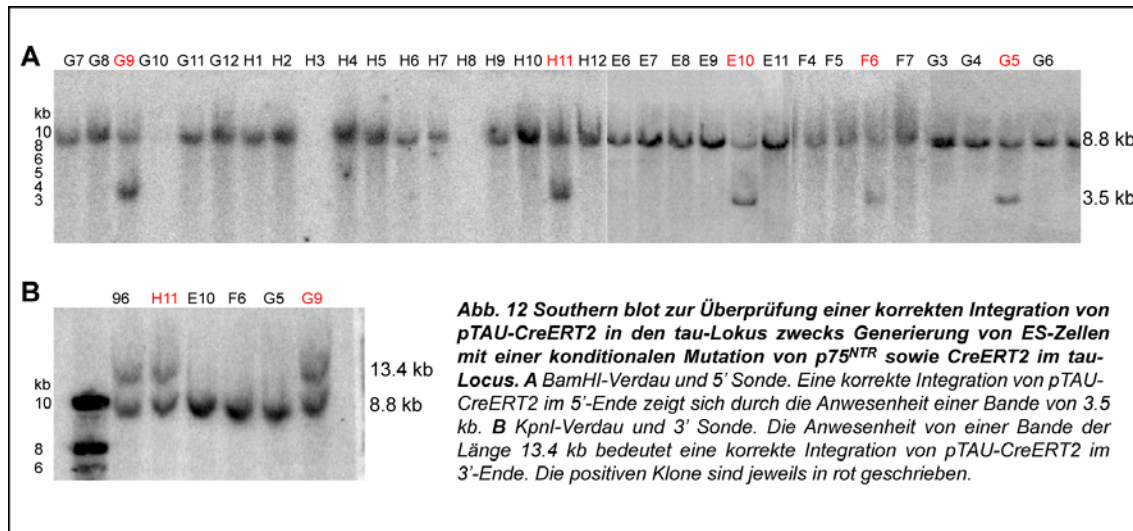 A
G7 G8 G9 G10 G11 G12 H1 H2 H3 H4 H5 H6 H7 H8 H9 H10 H11 H12 E6 E7 E8 E9 E10 E11 F4 F5 F6 F7 G3 G4 G5 G6
kb
10
8
6
5
4
3
8.8 kb
3.5 kb
B
96 H11 E10 F6 G5 G9
kb
10
8
6
13.4 kb
8.8 kb
Abb. 12 Southern blot zur Überprüfung einer korrekten Integration von
pTAU-CreERT2 in den tau-Lokus zwecks Generierung von ES-Zellen
mit einer konditionalen Mutation von p75NTR sowie CreERT2 im tau-
Locus. A BamHI-Verdau und 5' Sonde. Eine korrekte Integration von pTAU-
CreERT2 im 5'-Ende zeigt sich durch die Anwesenheit einer Bande von 3.5
kb. B KpnI-Verdau und 3' Sonde. Die Anwesenheit von einer Bande der
Länge 13.4 kb bedeutet eine korrekte Integration von pTAU-CreERT2 im
3'-Ende. Die positiven Klone sind jeweils in rot geschrieben.